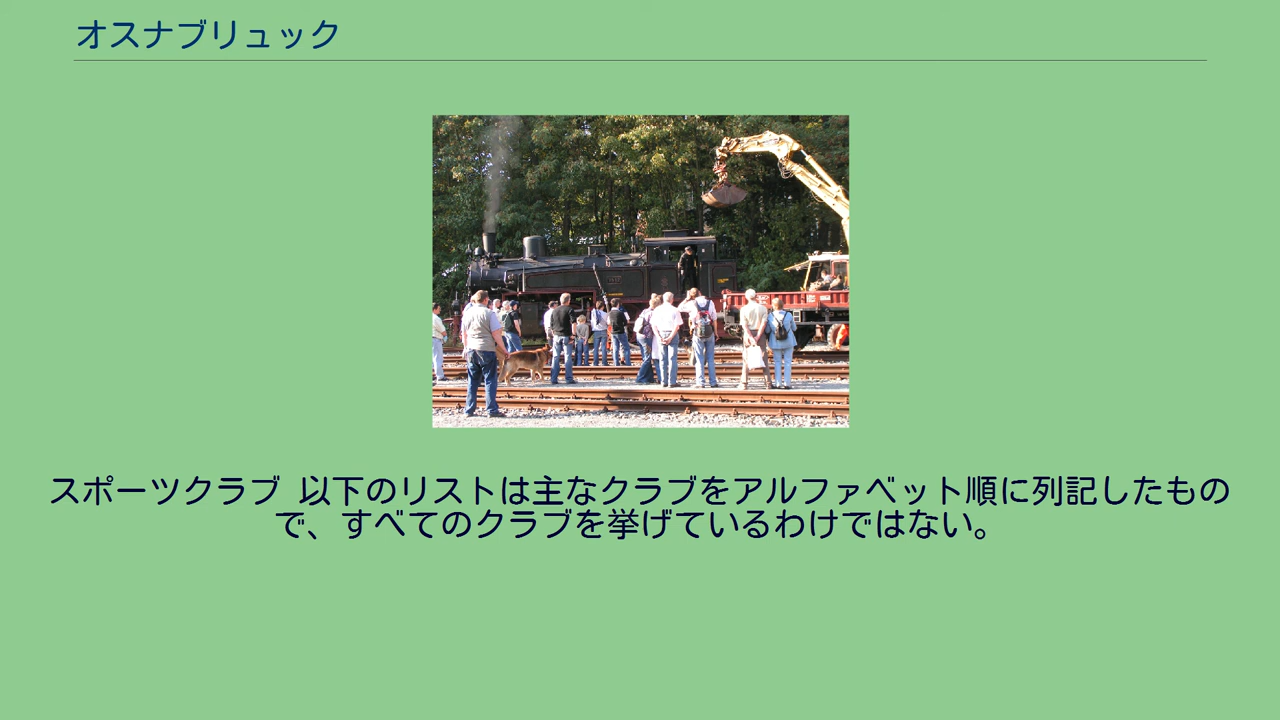 オスナブリュック
スポーツクラブ 以下のリストは主なクラブをアルファベット順に列記したもの
で、すべてのクラブを挙げているわけではない。